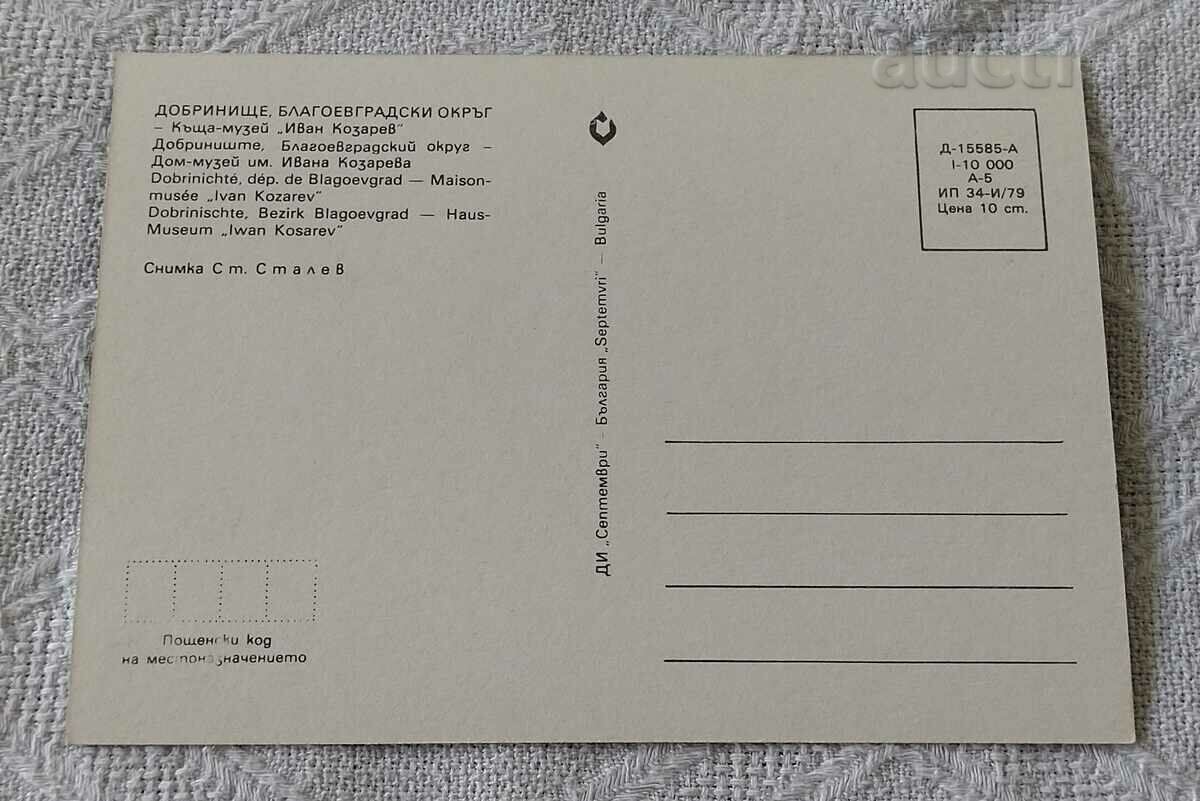 ДОБРИНИЩЕ, БЛАГОЕВГРАДСКИ ОКРЪГ
– Къща-музей „Иван Козарев"
Добриниште, Благоевградский округ –
Дом-музей им. Ивана Козарева
Dobrinichté, dép. de Blagoevgrad — Maison-
musée „Ivan Kozarev"
Dobrinischte, Bezirk Blagoevgrad — Haus-
Museum „Iwan Kosarev"
Снимка Ст. Сталев
Пощенски код
на местоназначението
ДИ „Септември" – България „Septemvri" – Bulgaria
Д-15585-А
I-10 000
А-5
ИП 34-И/79
Цена 10 ст.
aucti